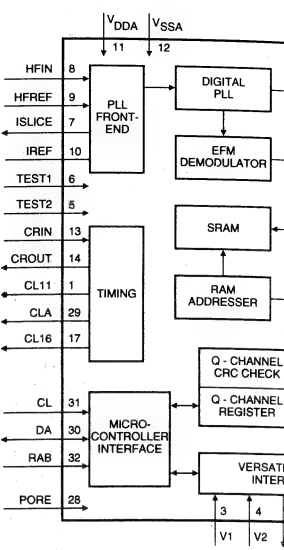 VDDA VSSA
11 12
HFIN 8
HFREF 9
ISLICE 7
IREF 10
TEST1 6
TEST2 5
CRIN 13
CROUT 14
CL11 1
CLA 29
CL16 17
CL 31
DA 30
RAB 32
PORE 28
PLL
FRONT-
END
DIGITAL
PLL
EFM
DEMODULATOR
SRAM
RAM
ADDRESSER
TIMING
Q - CHANNEL
CRC CHECK
Q - CHANNEL
REGISTER
MICRO-
CONTROLLER
INTERFACE
VERSATI
INTER
3 4
V1 V2